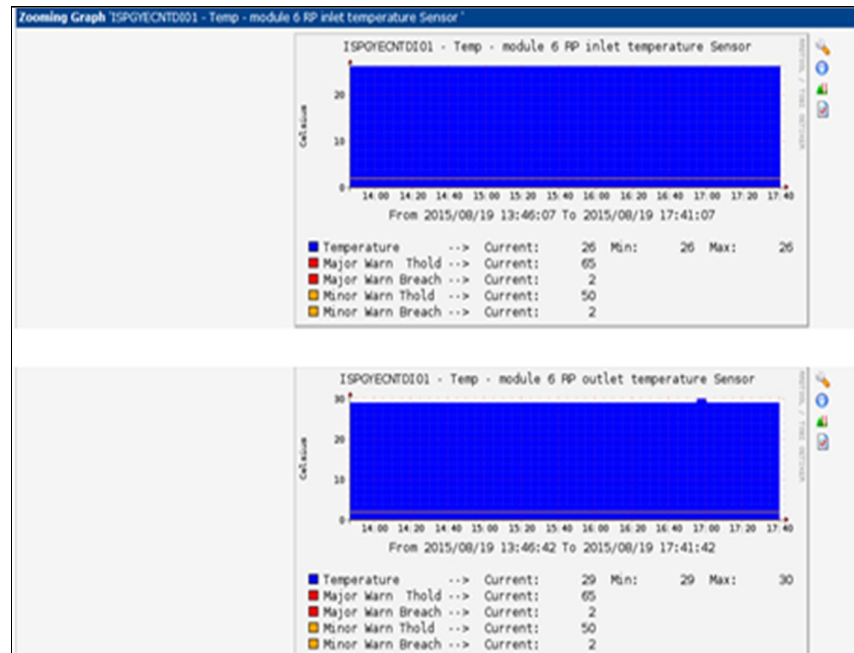 Zooming Graph 'ISPGYECNTDI01 - Temp - module 6 RP inlet temperature Sensor '
ISPGYECNTDI01 - Temp - module 6 RP inlet temperature Sensor
RRDTOOL / TOBI OETIKER
Celsius
20
10
0
14:00 14:20 14:40 15:00 15:20 15:40 16:00 16:20 16:40 17:00 17:20 17:40
From 2015/08/19 13:46:07 To 2015/08/19 17:41:07
Temperature --> Current: 26 Min: 26 Max: 26
Major Warn Thold --> Current: 65
Major Warn Breach --> Current: 2
Minor Warn Thold --> Current: 50
Minor Warn Breach --> Current: 2
ISPGYECNTDI01 - Temp - module 6 RP outlet temperature Sensor
RRDTOOL / TOBI OETIKER
Celsius
30
20
10
0
14:00 14:20 14:40 15:00 15:20 15:40 16:00 16:20 16:40 17:00 17:20 17:40
From 2015/08/19 13:46:42 To 2015/08/19 17:41:42
Temperature --> Current: 29 Min: 29 Max: 30
Major Warn Thold --> Current: 65
Major Warn Breach --> Current: 2
Minor Warn Thold --> Current: 50
Minor Warn Breach --> Current: 2